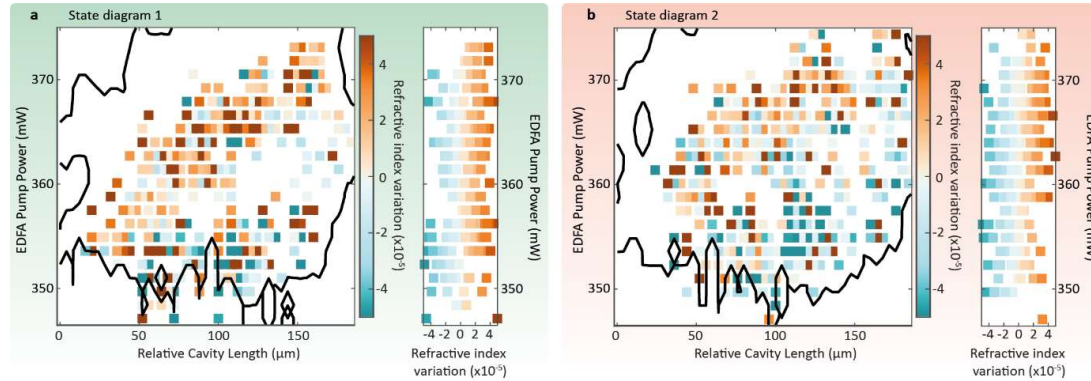 a State diagram 1
EDFA Pump Power (mW)
370
360
350
0 50 100 150
Relative Cavity Length (μm)
4
2
0
-2
-4
Refractive index variation (x10⁻⁵)
370
360
350
EDFA Pump Power (mW)
-4 -2 0 2 4
Refractive index
variation (x10⁻⁵)
b State diagram 2
EDFA Pump Power (mW)
370
360
350
0 50 100 150
Relative Cavity Length (μm)
4
2
0
-2
-4
Refractive index variation (x10⁻⁵)
370
360
350
EDFA Pump Power (mW)
-4 -2 0 2 4
Refractive index
variation (x10⁻⁵)